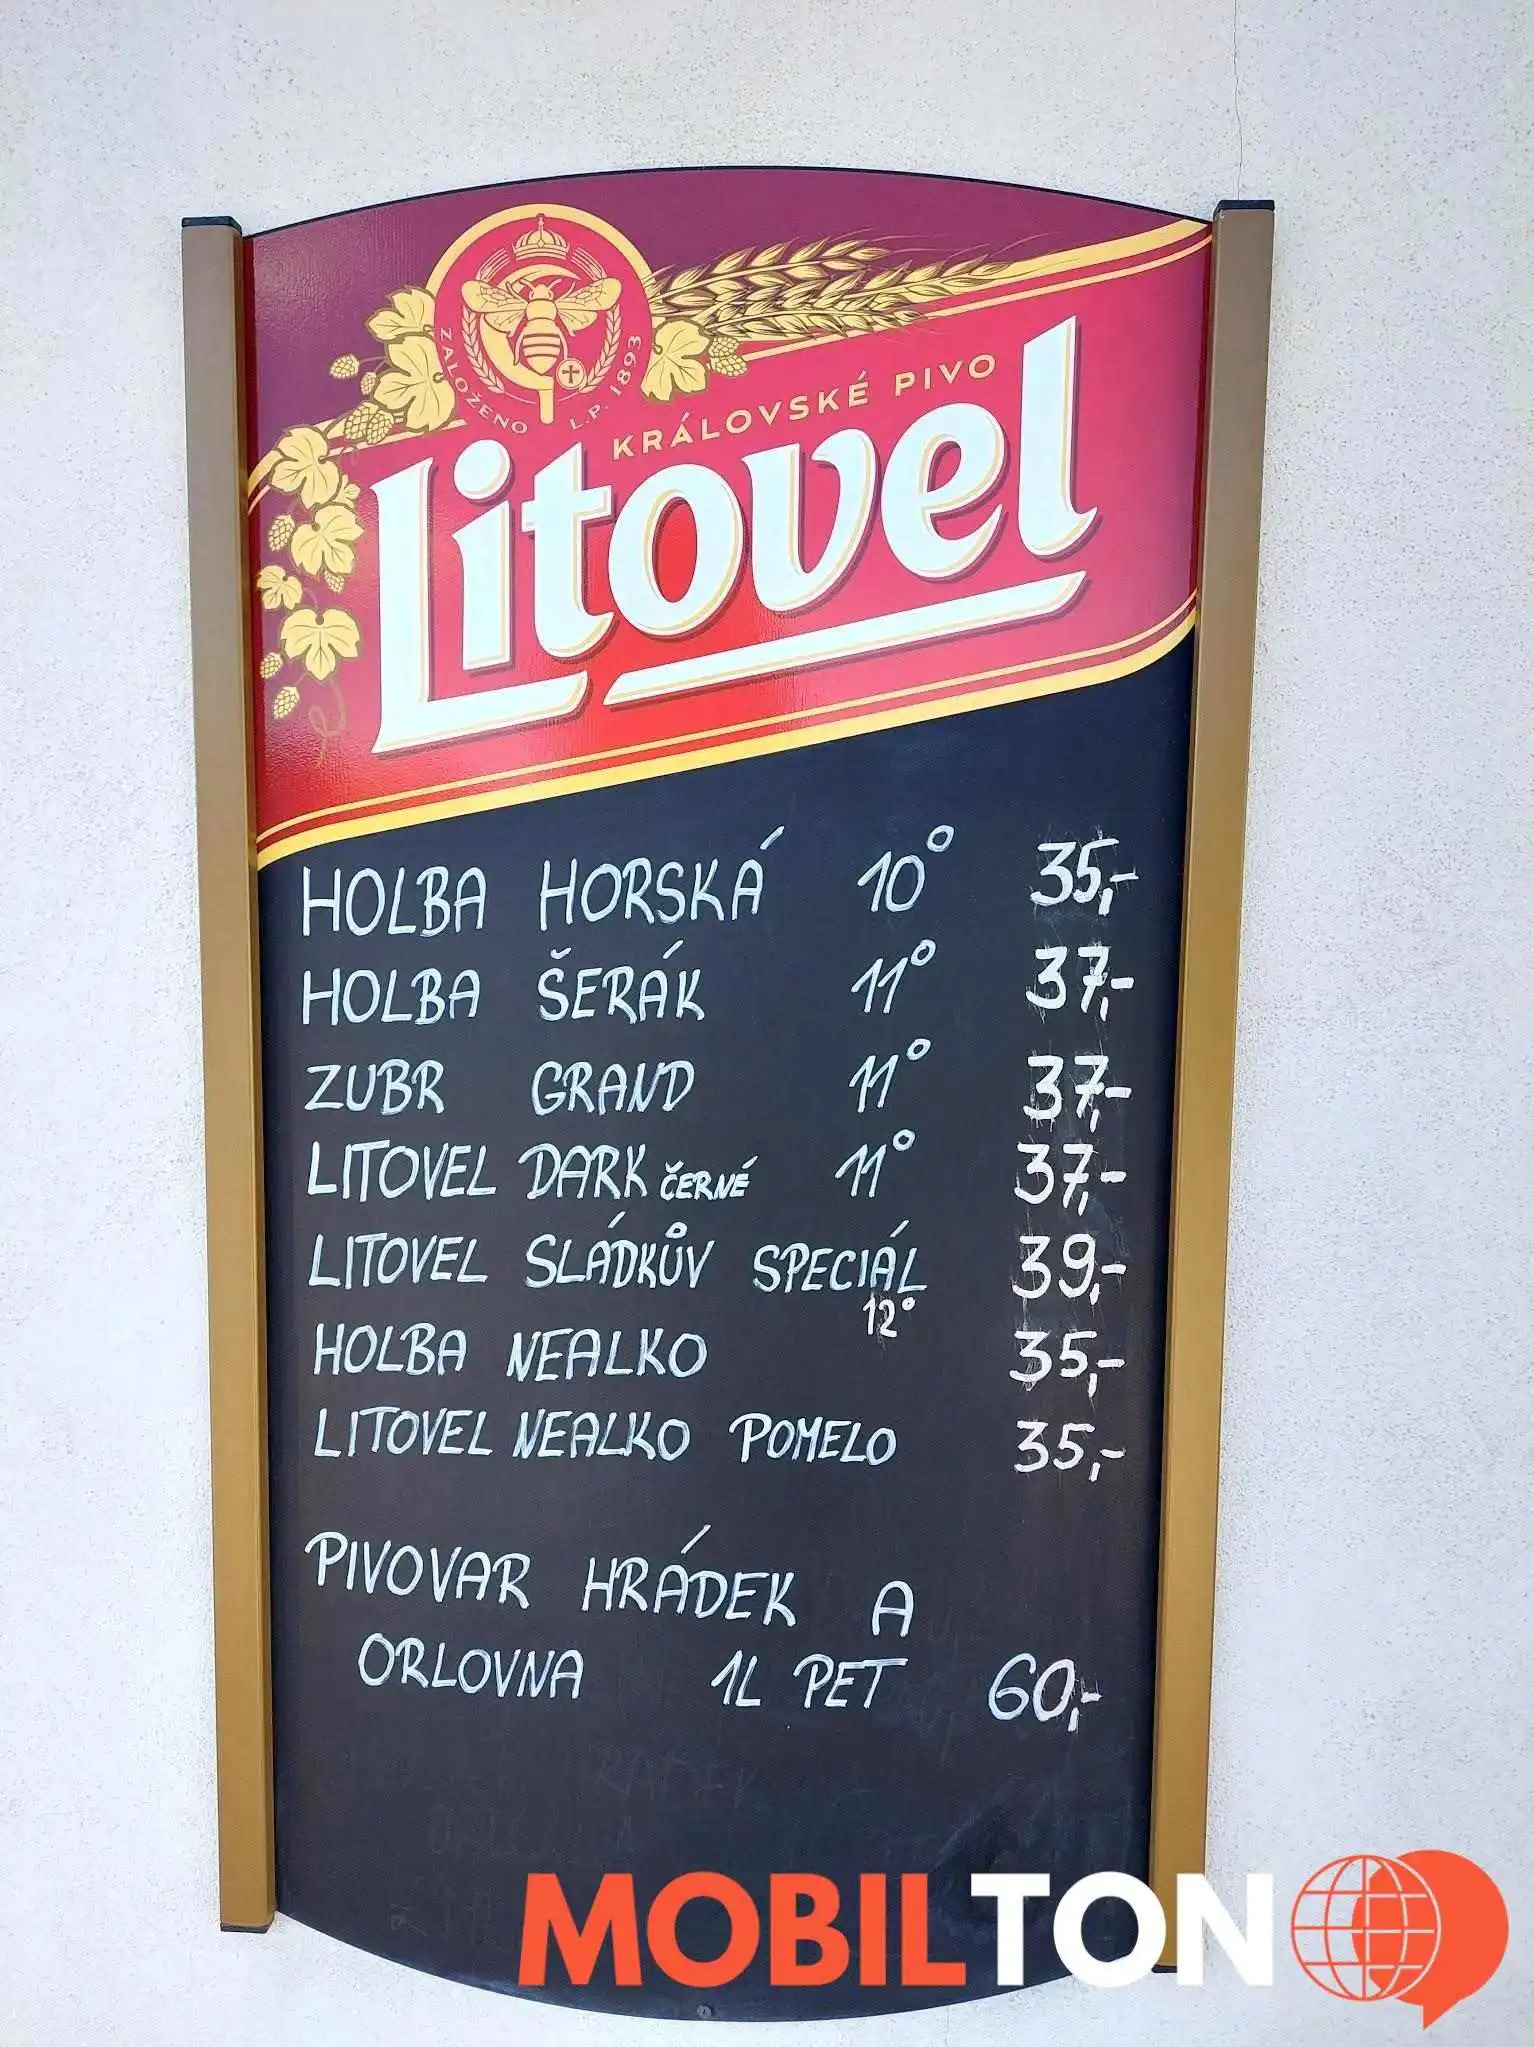 ZALOŽENO L.P. 1893
KRÁLOVSKÉ PIVO
Litovel
HOLBA HORSKÁ 10° 35,-
HOLBA ŠERÁK 11° 37,-
ZUBR GRAND 11° 37,-
LITOVEL DARK ČERNÉ 11° 37,-
LITOVEL SLÁDKŮV SPECIÁL 39,-
12°
HOLBA NEALKO 35,-
LITOVEL NEALKO POMELO 35,-
PIVOVAR HRÁDEK A
ORLOVNA 1L PET 60,-
MOBILTON